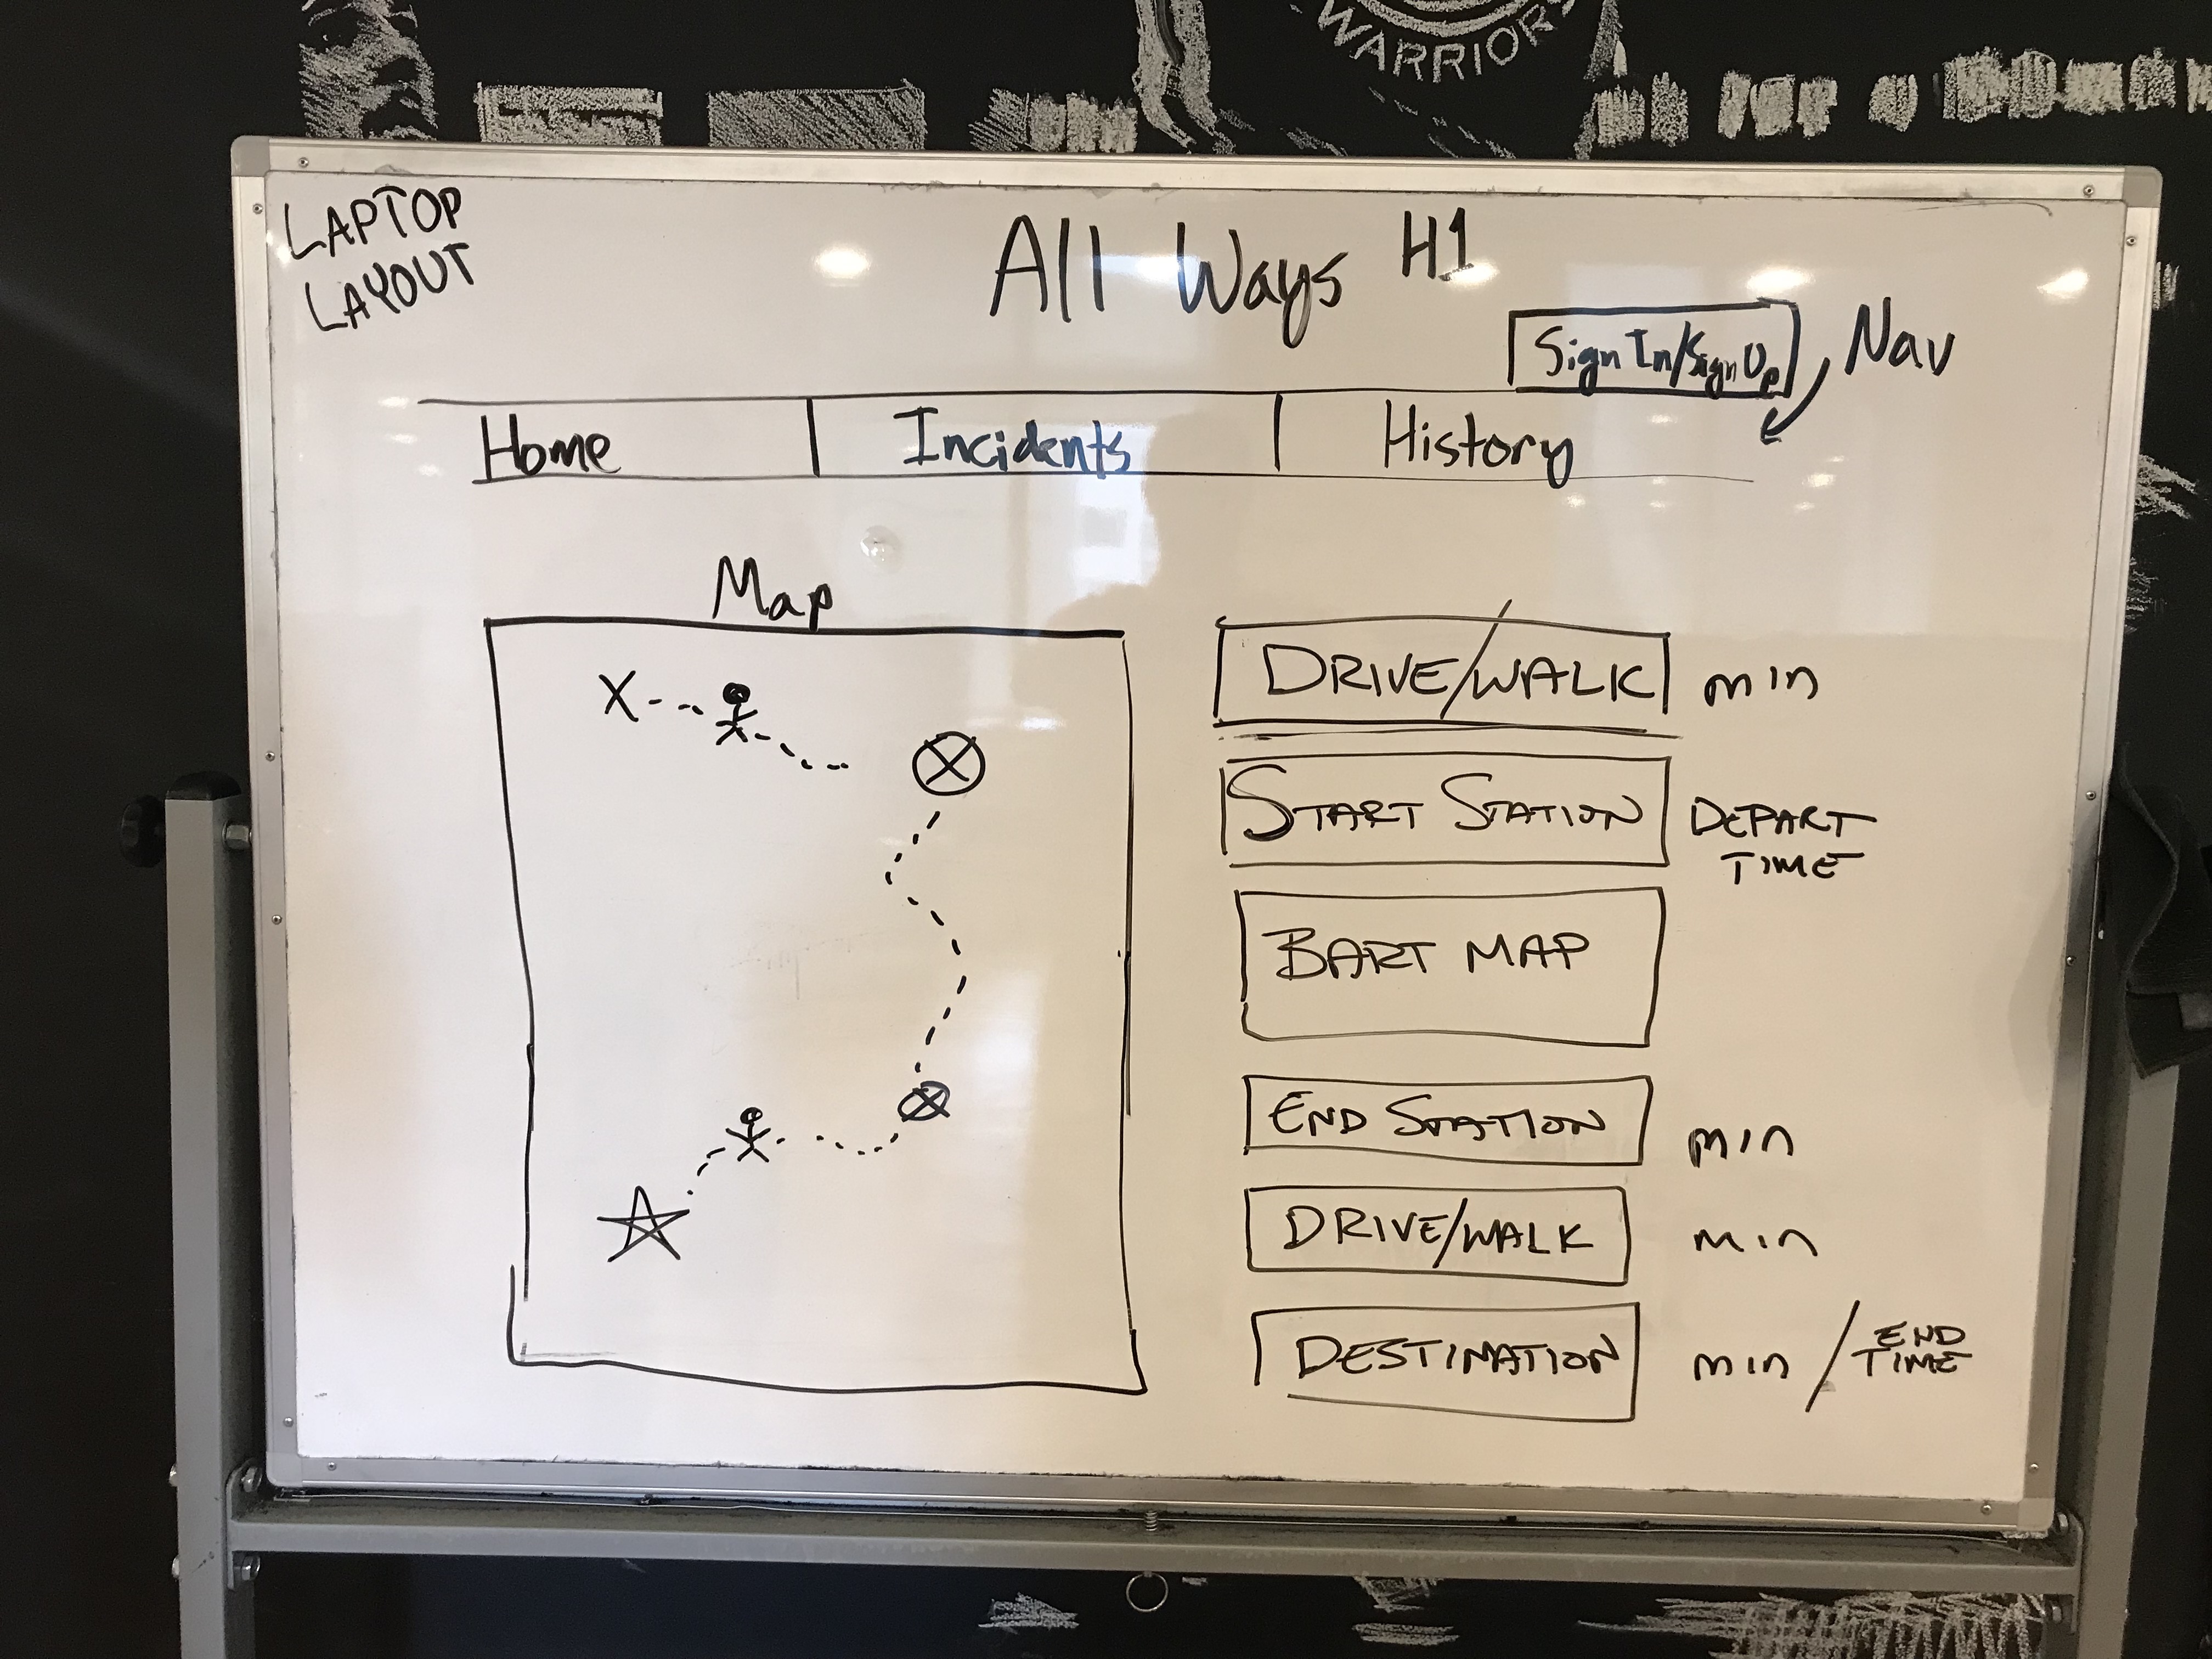 WARRIORS
LAPTOP
LAYOUT
All Ways H1
Sign In/Sign Up
Nav
Home
Incidents
History
Map
DRIVE/WALK min
START STATION DEPART
TIME
BART MAP
END STATION min
DRIVE/WALK min
DESTINATION min / END
TIME